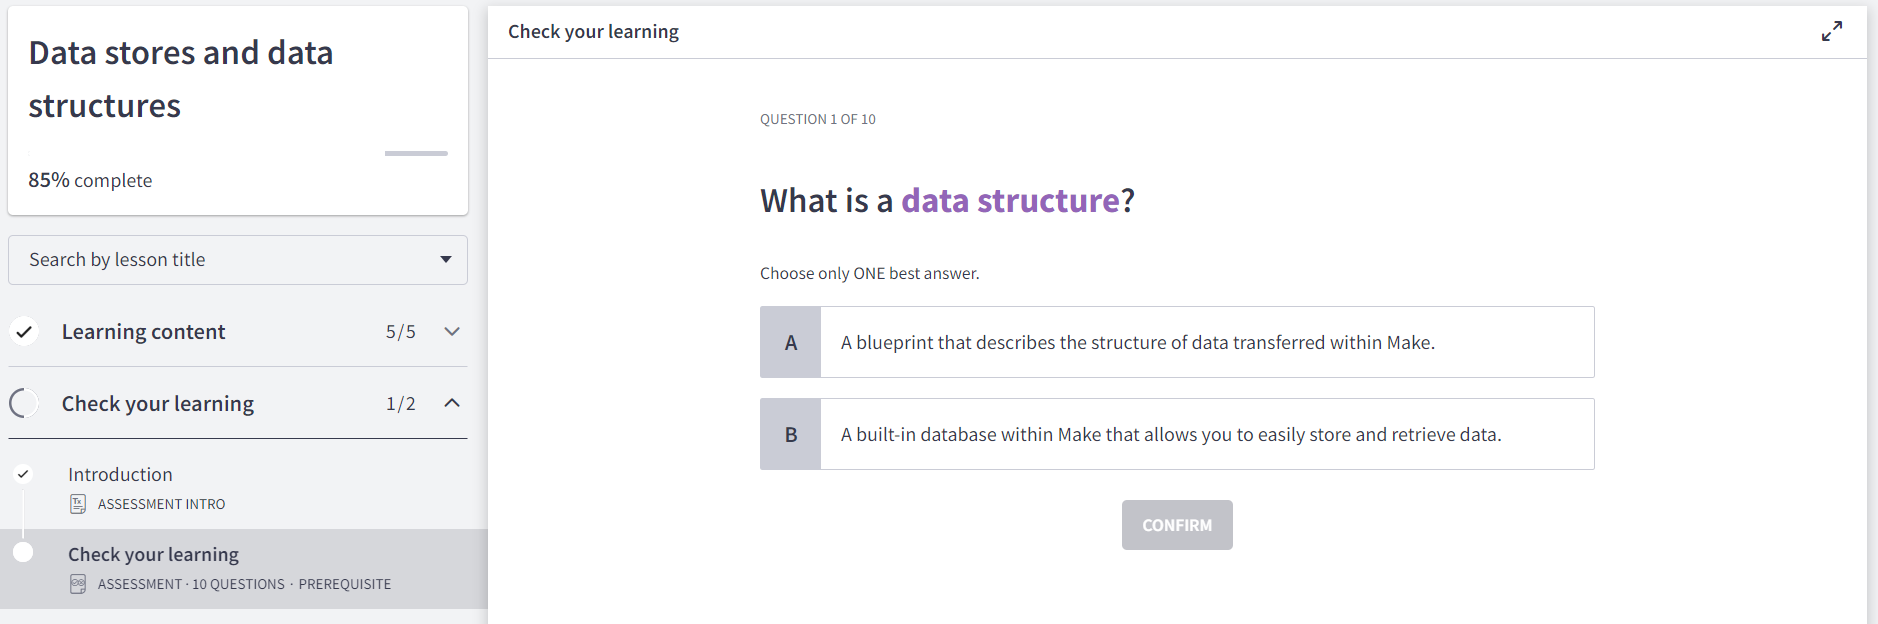 Data stores and data
structures
85% complete
Search by lesson title
Learning content 5/5
Check your learning 1/2
Introduction
ASSESSMENT INTRO
Check your learning
ASSESSMENT · 10 QUESTIONS · PREREQUISITE
Check your learning
QUESTION 1 OF 10
What is a data structure?
Choose only ONE best answer.
A A blueprint that describes the structure of data transferred within Make.
B A built-in database within Make that allows you to easily store and retrieve data.
CONFIRM